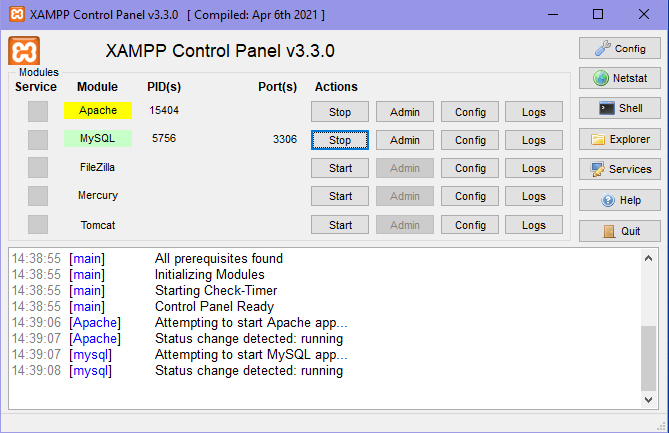 XAMPP Control Panel v3.3.0 [ Compiled: Apr 6th 2021 ]
XAMPP Control Panel v3.3.0
Config
Modules
Service Module PID(s) Port(s) Actions
Netstat
Apache 15404 Stop Admin Config Logs
Shell
MySQL 5756 3306 Stop Admin Config Logs
Explorer
FileZilla Start Admin Config Logs
Services
Mercury Start Admin Config Logs
Help
Tomcat Start Admin Config Logs
Quit
14:38:55 [main] All prerequisites found
14:38:55 [main] Initializing Modules
14:38:55 [main] Starting Check-Timer
14:38:55 [main] Control Panel Ready
14:39:06 [Apache] Attempting to start Apache app...
14:39:07 [Apache] Status change detected: running
14:39:07 [mysql] Attempting to start MySQL app...
14:39:08 [mysql] Status change detected: running